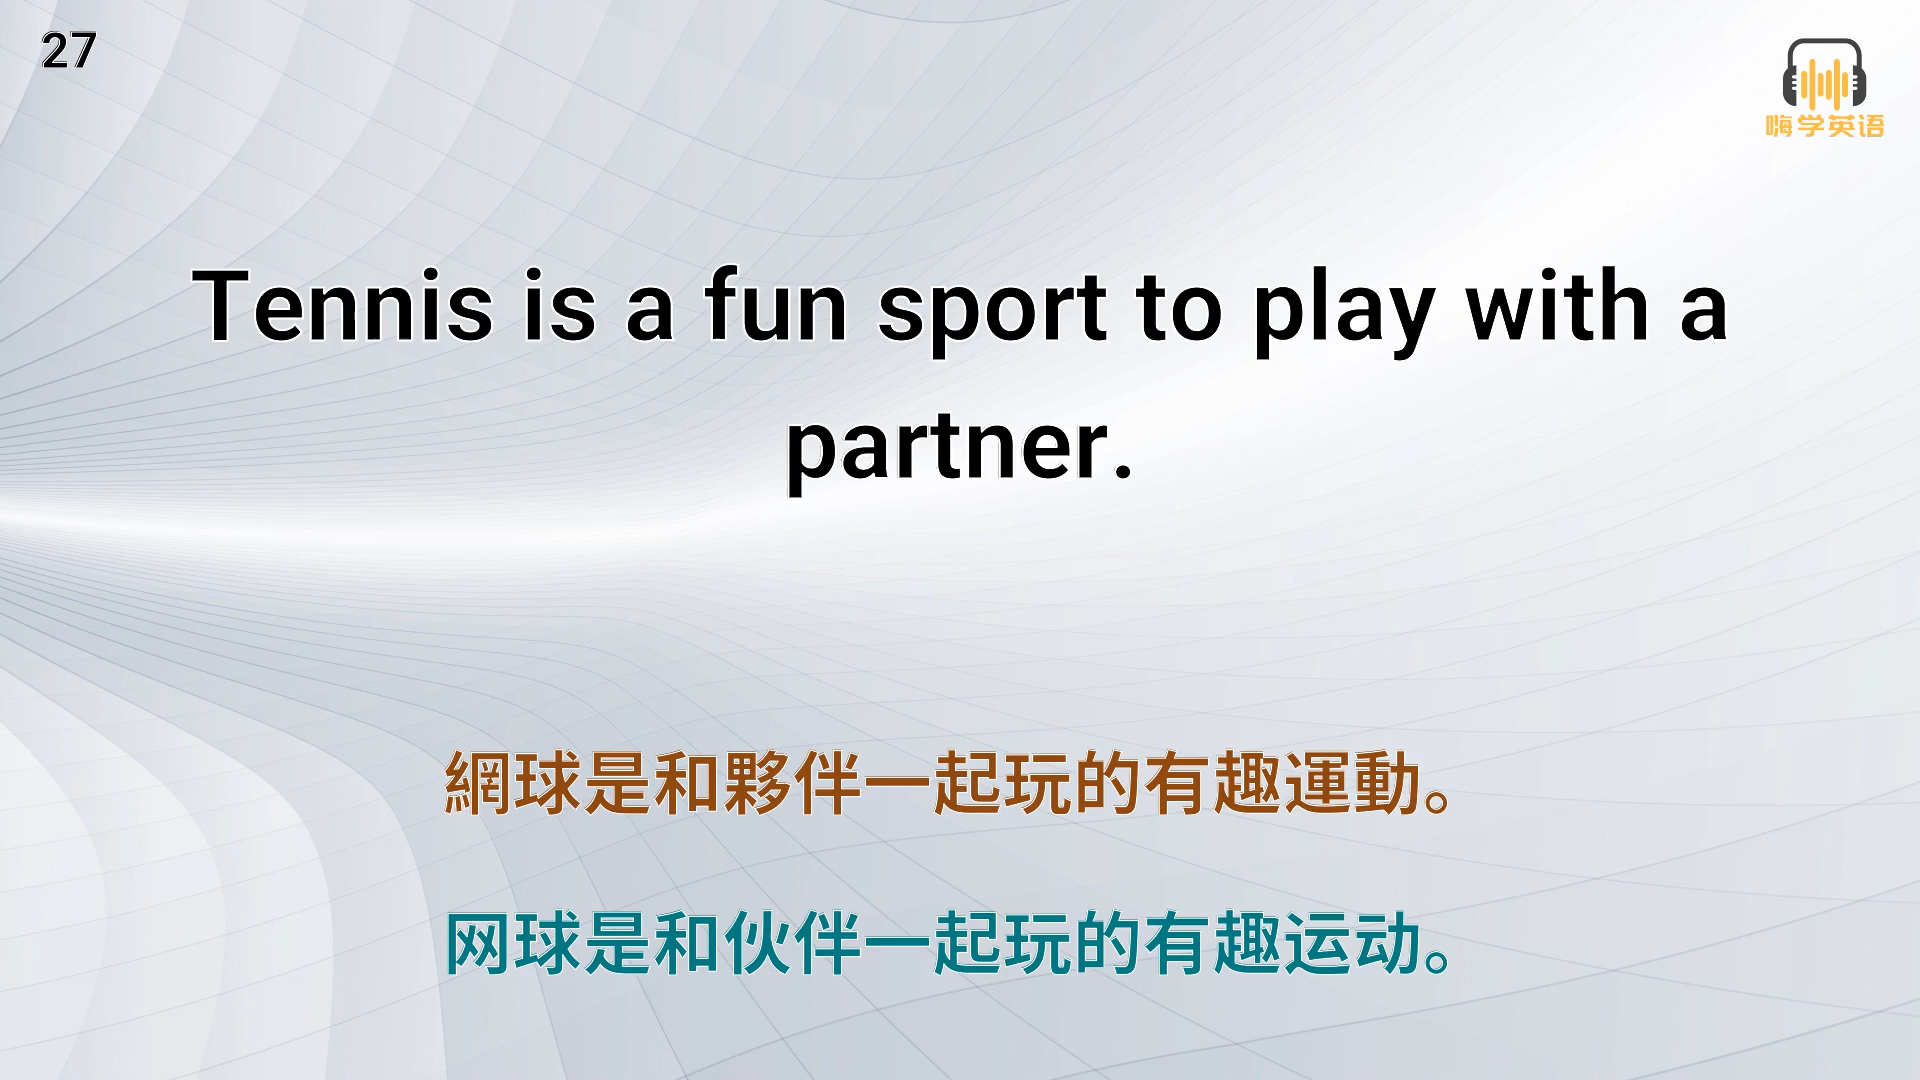 27
嗨学英语
Tennis is a fun sport to play with a
partner.
網球是和夥伴一起玩的有趣運動。
网球是和伙伴一起玩的有趣运动。